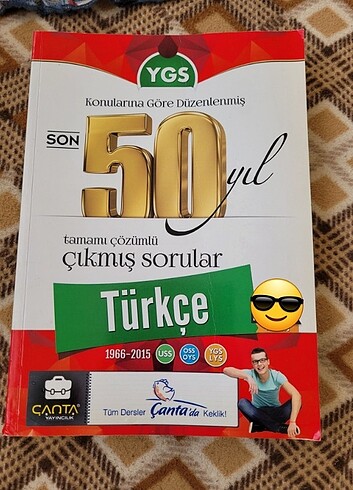 YGS
Konularına Göre Düzenlenmiş
SON
50 yıl
tamamı çözümlü
çıkmış sorular
Türkçe
1966-2015 USS ÖSS ÖYS YGS LYS
ÇANTA
YAYINCILIK
Tüm Dersler Çanta'da Keklik!